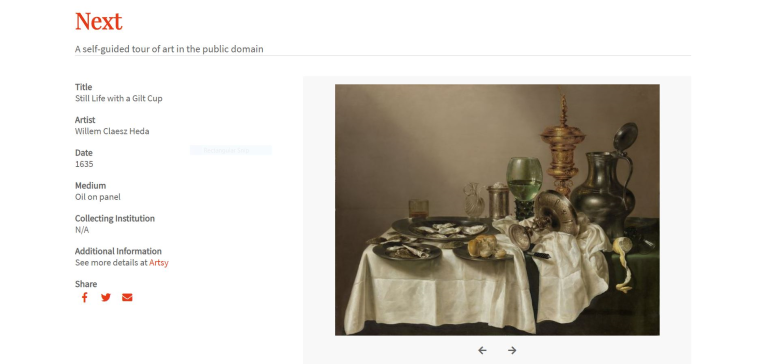 Next
A self-guided tour of art in the public domain
Title
Still Life with a Gilt Cup
Artist
Willem Claesz Heda
Date
1635
Medium
Oil on panel
Collecting Institution
N/A
Additional Information
See more details at Artsy
Share